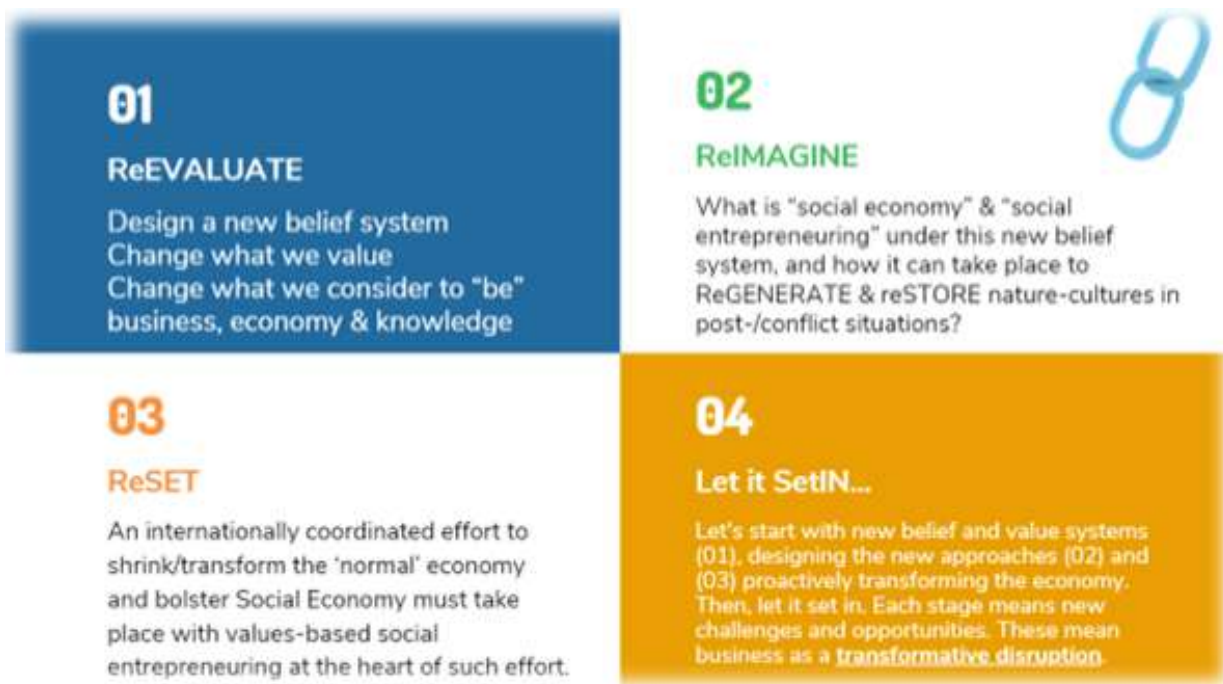 01
ReEVALUATE
Design a new belief system
Change what we value
Change what we consider to “be”
business, economy & knowledge
02
ReIMAGINE
What is “social economy” & “social
entrepreneuring” under this new belief
system, and how it can take place to
ReGENERATE & reSTORE nature-cultures in
post-/conflict situations?
03
ReSET
An internationally coordinated effort to
shrink/transform the ‘normal’ economy
and bolster Social Economy must take
place with values-based social
entrepreneuring at the heart of such effort.
04
Let it SetIN...
Let's start with new belief and value systems
(01), designing the new approaches (02) and
(03) proactively transforming the economy.
Then, let it set in. Each stage means new
challenges and opportunities. These mean
business as a transformative disruption.